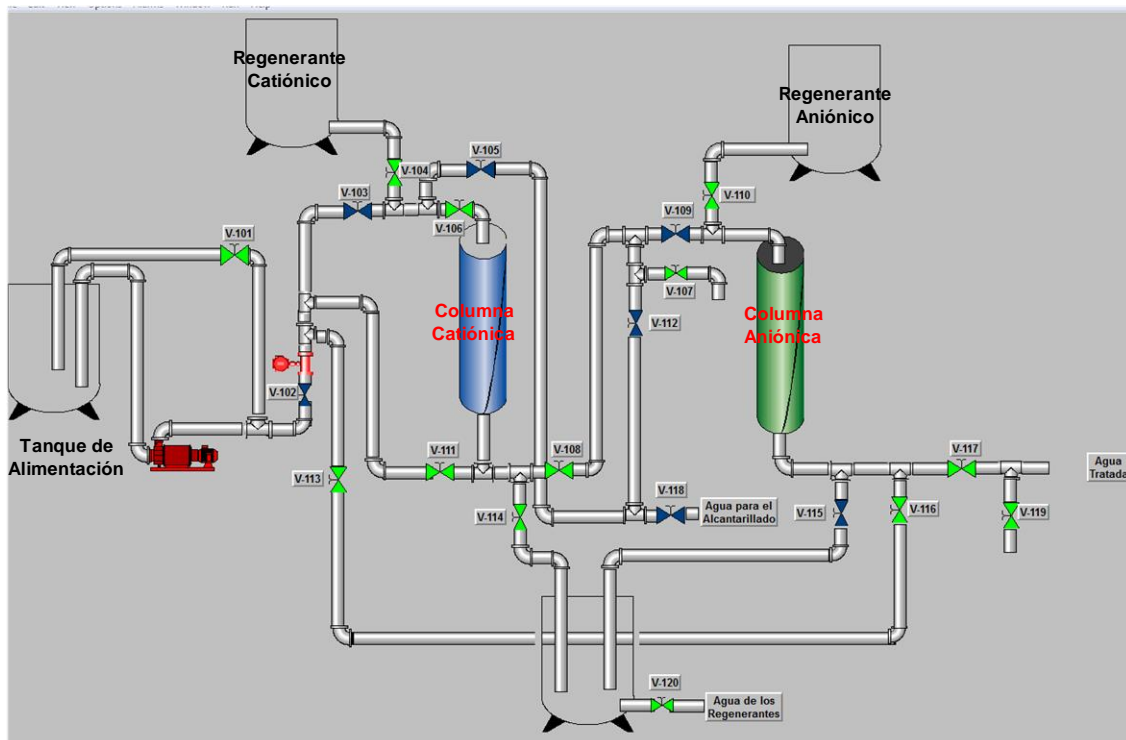 Regenerante
Catiónico
Regenerante
Aniónico
V-105
V-104
V-110
V-103
V-106
V-109
V-101
V-107
Columna
Catiónica
Columna
Aniónica
V-112
V-102
Tanque de
Alimentación
V-111
V-108
V-117
V-113
Agua
Tratada
V-114
V-118
Agua para el
Alcantarillado
V-115
V-116
V-119
V-120
Agua de los
Regenerantes